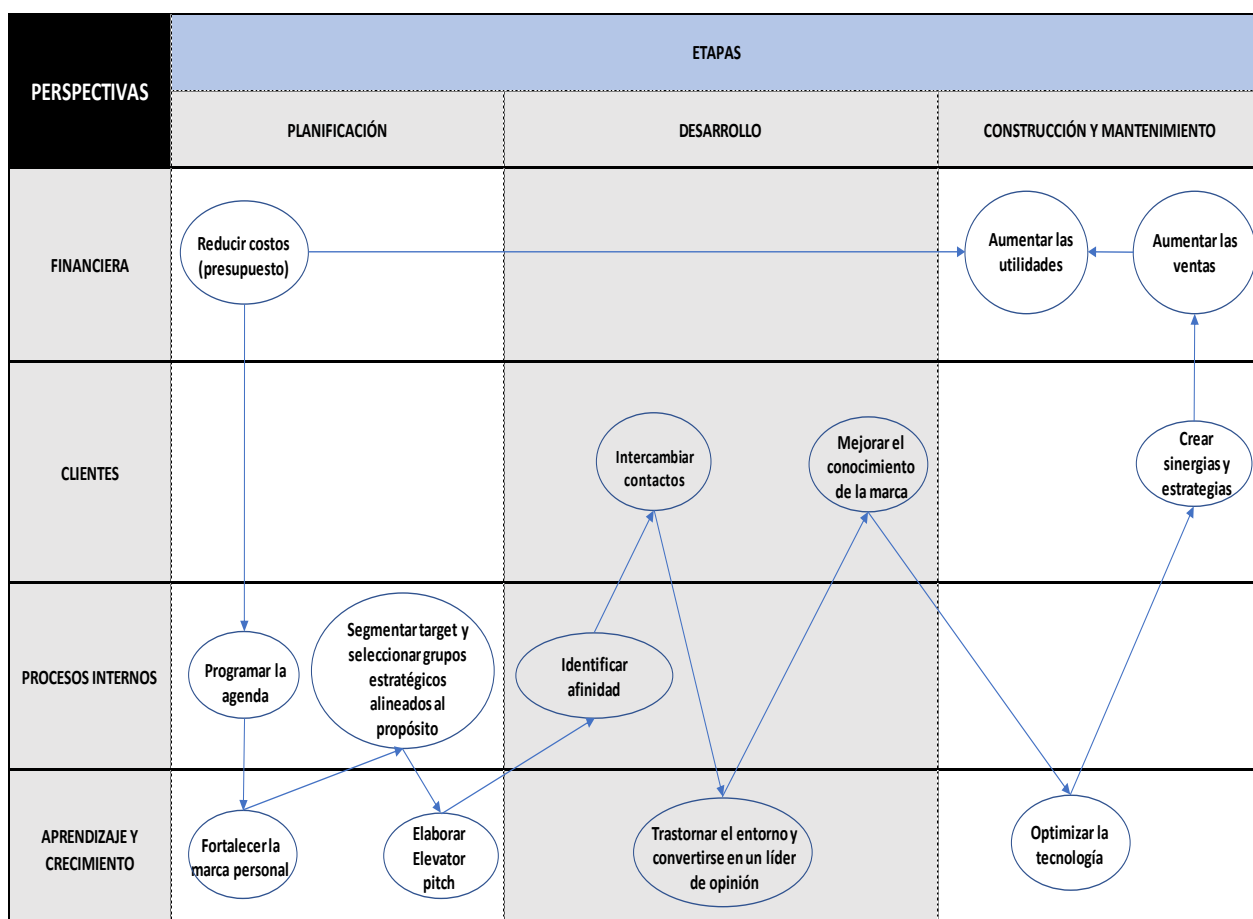 ETAPAS
PERSPECTIVAS
PLANIFICACIÓN
DESARROLLO
CONSTRUCCIÓN Y MANTENIMIENTO
FINANCIERA
Reducir costos
(presupuesto)
Aumentar las
utilidades
Aumentar las
ventas
CLIENTES
Intercambiar
contactos
Mejorar el
conocimiento
de la marca
Crear
sinergias y
estrategias
PROCESOS INTERNOS
Programar la
agenda
Segmentar target y
seleccionar grupos
estratégicos
alineados al
propósito
Identificar
afinidad
APRENDIZAJE Y
CRECIMIENTO
Fortalecer la
marca personal
Elaborar
Elevator
pitch
Trastornar el entorno y
convertirse en un líder
de opinión
Optimizar la
tecnología